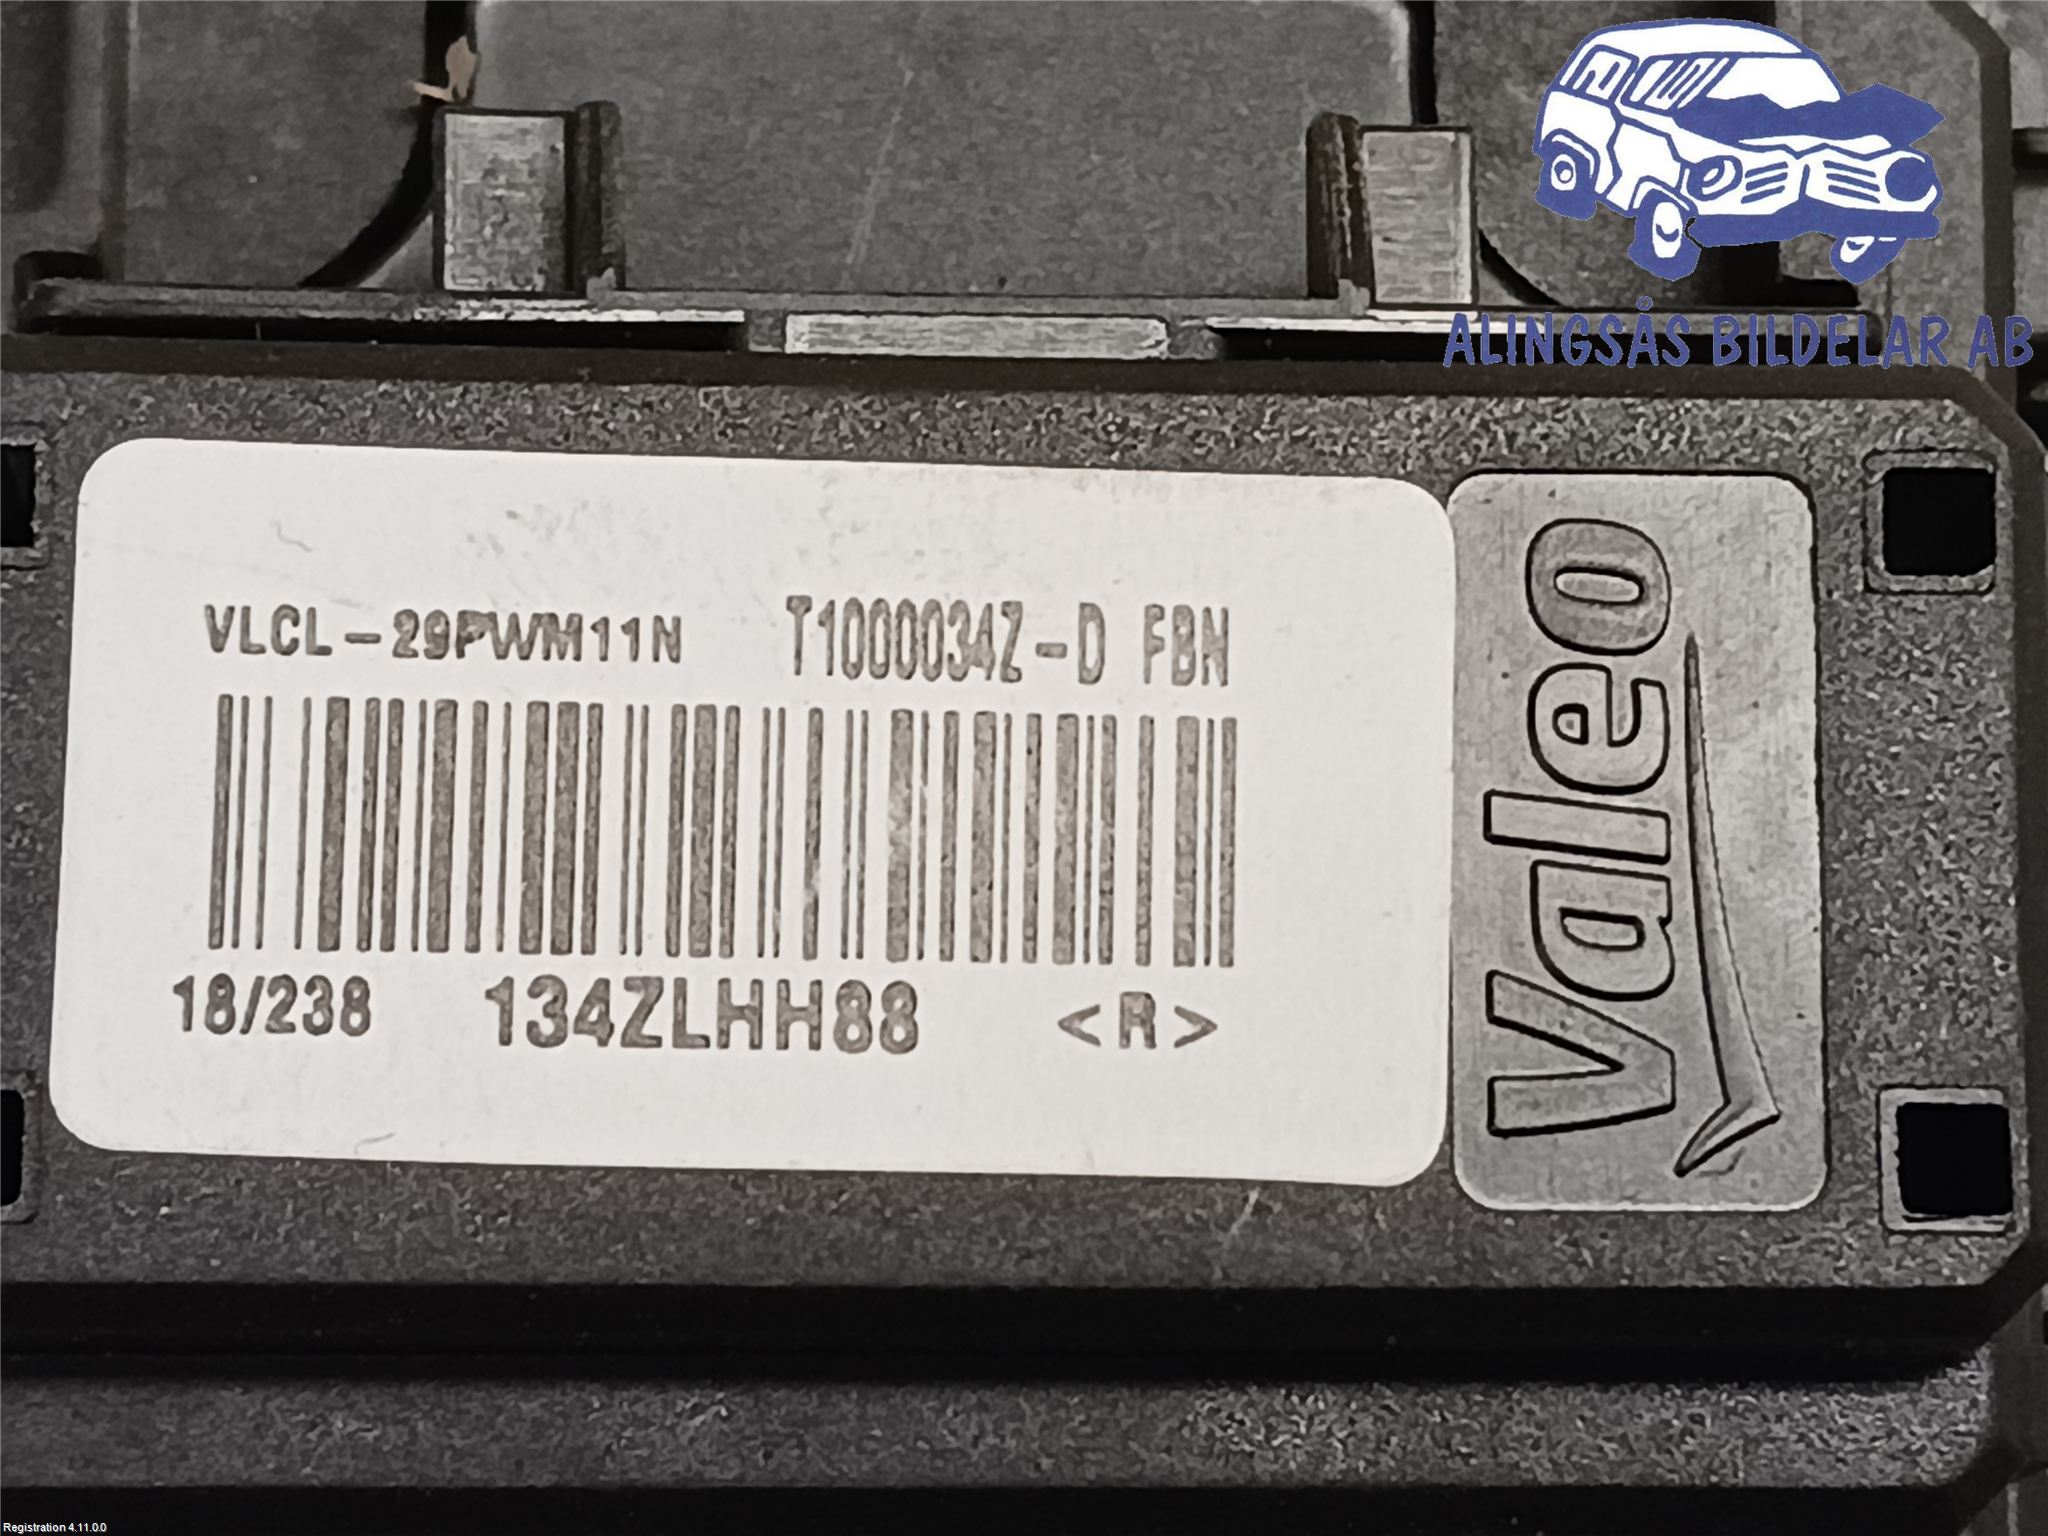 ALINGSÅS BILDELAR AB
VLCL-29PWM11N T1000034Z-D FBN
18/238 134ZLHH88 <R>
Valeo
Registration 4.11.0.0